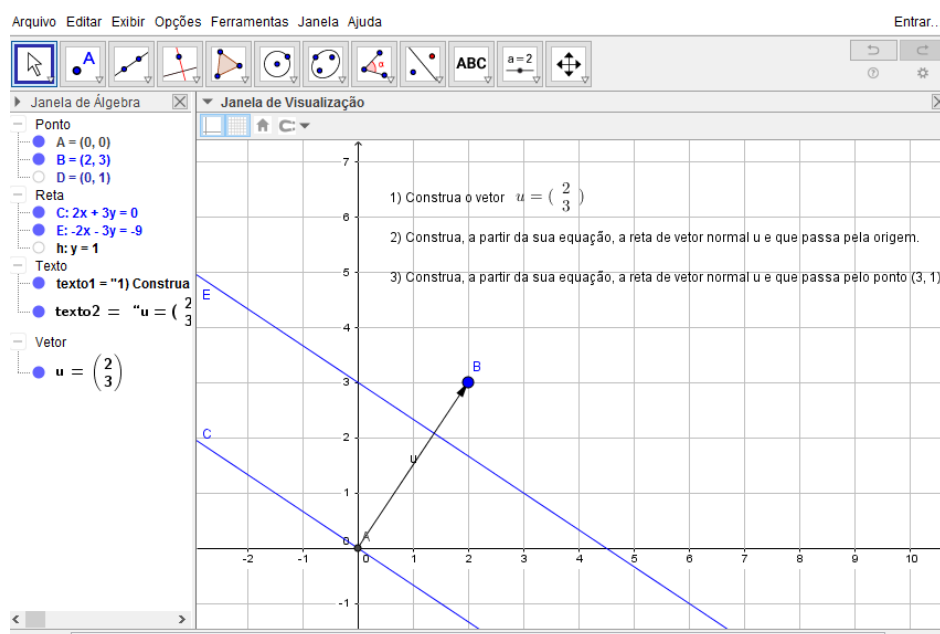 Arquivo Editar Exibir Opções Ferramentas Janela Ajuda Entrar...
A α ABC a=2
Janela de Álgebra
Janela de Visualização
Ponto
A = (0, 0)
B = (2, 3)
D = (0, 1)
Reta
C: 2x + 3y = 0
E: -2x - 3y = -9
h: y = 1
Texto
texto1 = "1) Construa
texto2 = “u = ( 2 3
Vetor
u = ( 2 3 )
1) Construa o vetor u = ( 2 3 )
2) Construa, a partir da sua equação, a reta de vetor normal u e que passa pela origem.
3) Construa, a partir da sua equação, a reta de vetor normal u e que passa pelo ponto (3, 1)
7
6
5
E
4
B
3
C
2
u
1
0 A
-2 -1 0 1 2 3 4 5 6 7 8 9 10
-1